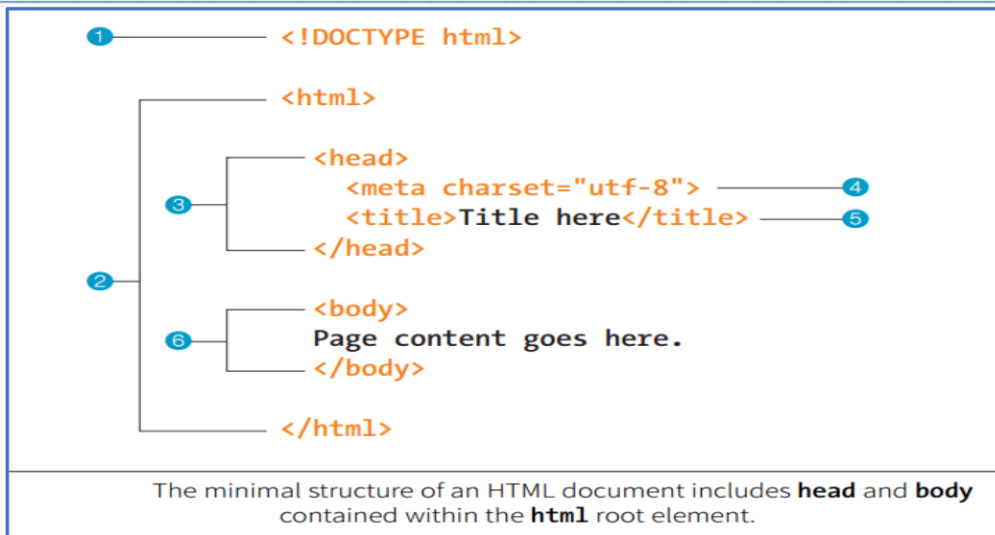 1 <!DOCTYPE html>
<html>
<head>
<meta charset="utf-8"> 4
3 <title>Title here</title> 5
</head>
2
<body>
6 Page content goes here.
</body>
</html>
The minimal structure of an HTML document includes head and body
contained within the html root element.